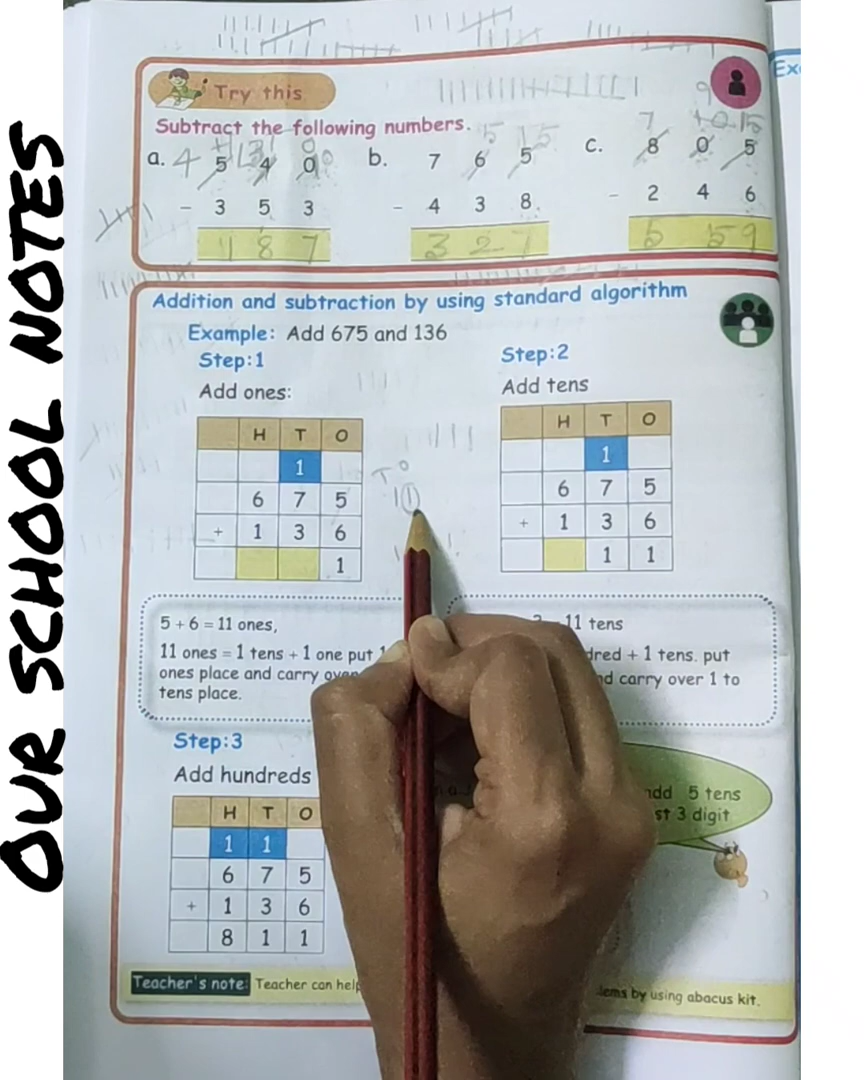 OUR SCHOOL NOTES
Ex
Try this
Subtract the following numbers.
a. 5 4 0
- 3 5 3
1 8 7
b. 7 6 5
- 4 3 8
3 2 7
c. 8 0 5
- 2 4 6
5 5 9
Addition and subtraction by using standard algorithm
Example: Add 675 and 136
Step:1
Add ones:
H T O
1
6 7 5
+ 1 3 6
1
T O
1 1
Step:2
Add tens
H T O
1
6 7 5
+ 1 3 6
1 1
5 + 6 = 11 ones,
11 ones = 1 tens + 1 one put
ones place and carry over
tens place.
11 tens
+ 1 tens. put
carry over 1 to
Step:3
Add hundreds
H T O
1 1
6 7 5
+ 1 3 6
8 1 1
5 tens
3 digit
Teacher's note: Teacher can help
by using abacus kit.